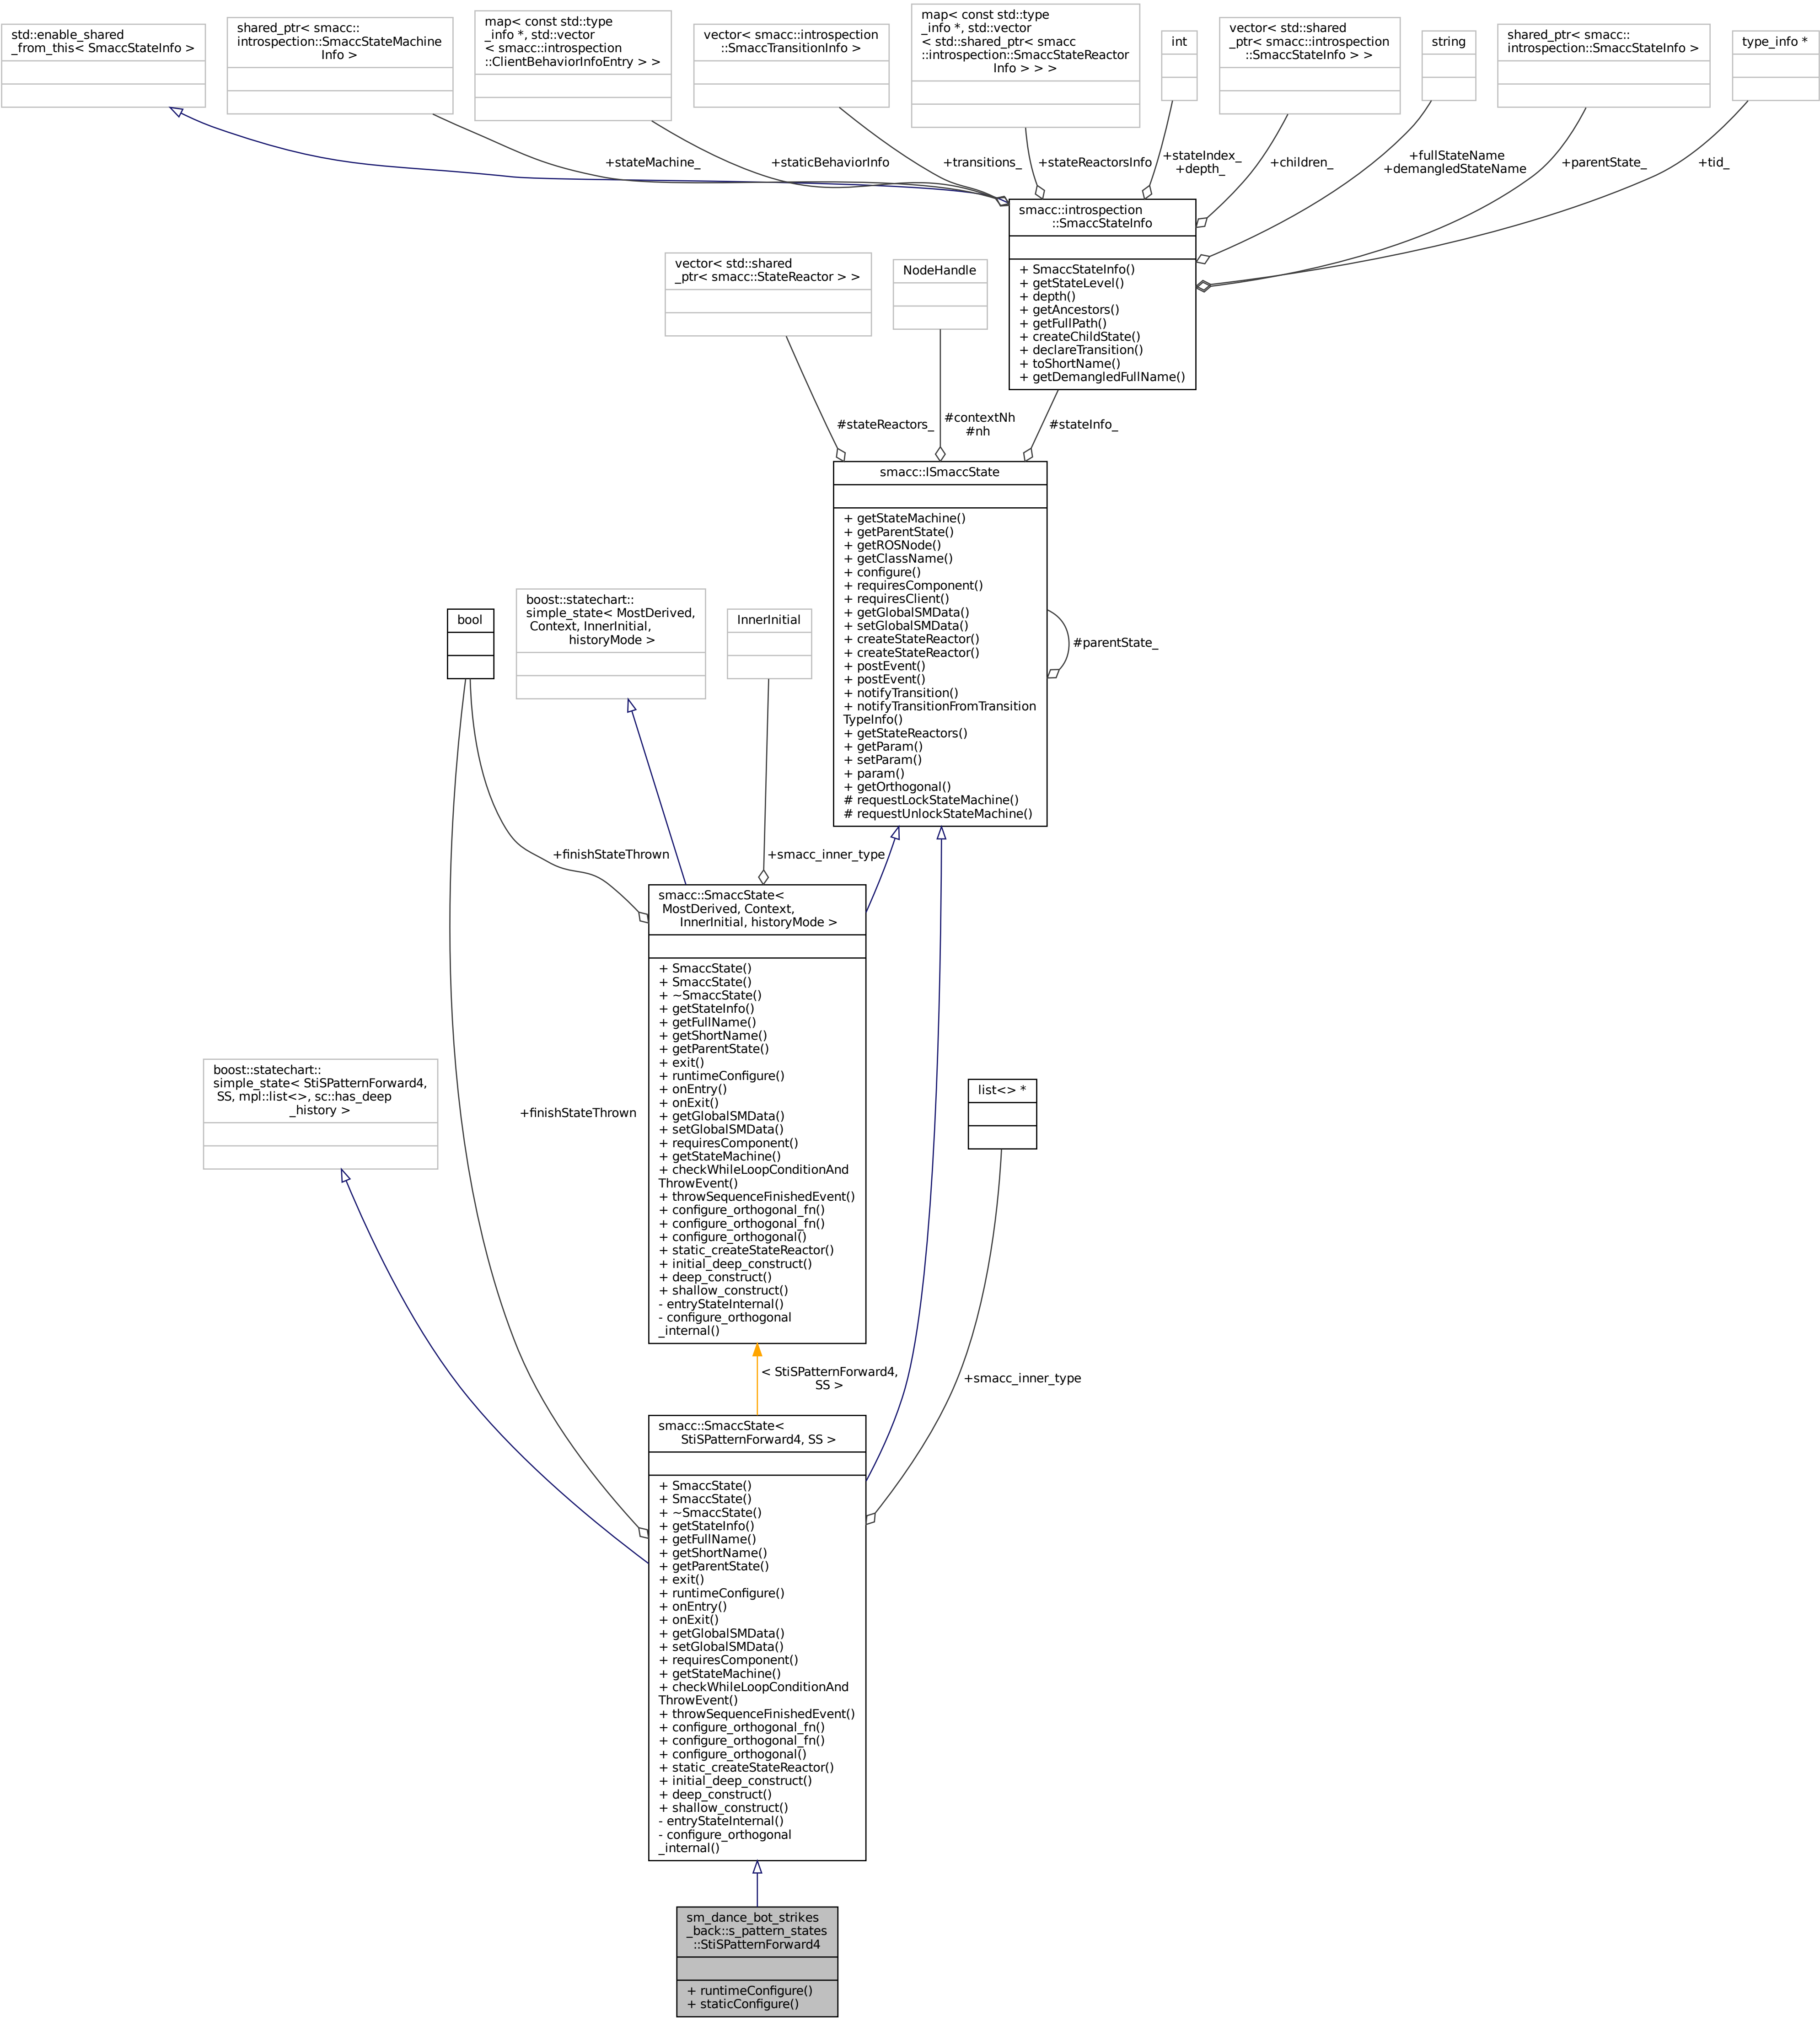 std::enable_shared
_from_this< SmaccStateInfo >
shared_ptr< smacc::
introspection::SmaccStateMachine
Info >
map< const std::type
_info *, std::vector
< smacc::introspection
::ClientBehaviorInfoEntry > >
vector< smacc::introspection
::SmaccTransitionInfo >
map< const std::type
_info *, std::vector
< std::shared_ptr< smacc
::introspection::SmaccStateReactor
Info > > >
int
vector< std::shared
_ptr< smacc::introspection
::SmaccStateInfo > >
string
shared_ptr< smacc::
introspection::SmaccStateInfo >
type_info *
+stateMachine_
+staticBehaviorInfo
+transitions_
+stateReactorsInfo
+stateIndex_
+depth_
+children_
+fullStateName
+demangledStateName
+parentState_
+tid_
smacc::introspection
::SmaccStateInfo
+ SmaccStateInfo()
+ getStateLevel()
+ depth()
+ getAncestors()
+ getFullPath()
+ createChildState()
+ declareTransition()
+ toShortName()
+ getDemangledFullName()
vector< std::shared
_ptr< smacc::StateReactor > >
NodeHandle
#stateReactors_
#contextNh
#nh
#stateInfo_
smacc::ISmaccState
+ getStateMachine()
+ getParentState()
+ getROSNode()
+ getClassName()
+ configure()
+ requiresComponent()
+ requiresClient()
+ getGlobalSMData()
+ setGlobalSMData()
+ createStateReactor()
+ createStateReactor()
+ postEvent()
+ postEvent()
+ notifyTransition()
+ notifyTransitionFromTransition
TypeInfo()
+ getStateReactors()
+ getParam()
+ setParam()
+ param()
+ getOrthogonal()
# requestLockStateMachine()
# requestUnlockStateMachine()
#parentState_
bool
boost::statechart::
simple_state< MostDerived,
Context, InnerInitial,
historyMode >
InnerInitial
+finishStateThrown
+smacc_inner_type
smacc::SmaccState<
MostDerived, Context,
InnerInitial, historyMode >
+ SmaccState()
+ SmaccState()
+ ~SmaccState()
+ getStateInfo()
+ getFullName()
+ getShortName()
+ getParentState()
+ exit()
+ runtimeConfigure()
+ onEntry()
+ onExit()
+ getGlobalSMData()
+ setGlobalSMData()
+ requiresComponent()
+ getStateMachine()
+ checkWhileLoopConditionAnd
ThrowEvent()
+ throwSequenceFinishedEvent()
+ configure_orthogonal_fn()
+ configure_orthogonal_fn()
+ configure_orthogonal()
+ static_createStateReactor()
+ initial_deep_construct()
+ deep_construct()
+ shallow_construct()
- entryStateInternal()
- configure_orthogonal
_internal()
boost::statechart::
simple_state< StiSPatternForward4,
SS, mpl::list<>, sc::has_deep
_history >
+finishStateThrown
list<> *
< StiSPatternForward4,
SS >
+smacc_inner_type
smacc::SmaccState<
StiSPatternForward4, SS >
+ SmaccState()
+ SmaccState()
+ ~SmaccState()
+ getStateInfo()
+ getFullName()
+ getShortName()
+ getParentState()
+ exit()
+ runtimeConfigure()
+ onEntry()
+ onExit()
+ getGlobalSMData()
+ setGlobalSMData()
+ requiresComponent()
+ getStateMachine()
+ checkWhileLoopConditionAnd
ThrowEvent()
+ throwSequenceFinishedEvent()
+ configure_orthogonal_fn()
+ configure_orthogonal_fn()
+ configure_orthogonal()
+ static_createStateReactor()
+ initial_deep_construct()
+ deep_construct()
+ shallow_construct()
- entryStateInternal()
- configure_orthogonal
_internal()
sm_dance_bot_strikes
_back::s_pattern_states
::StiSPatternForward4
+ runtimeConfigure()
+ staticConfigure()